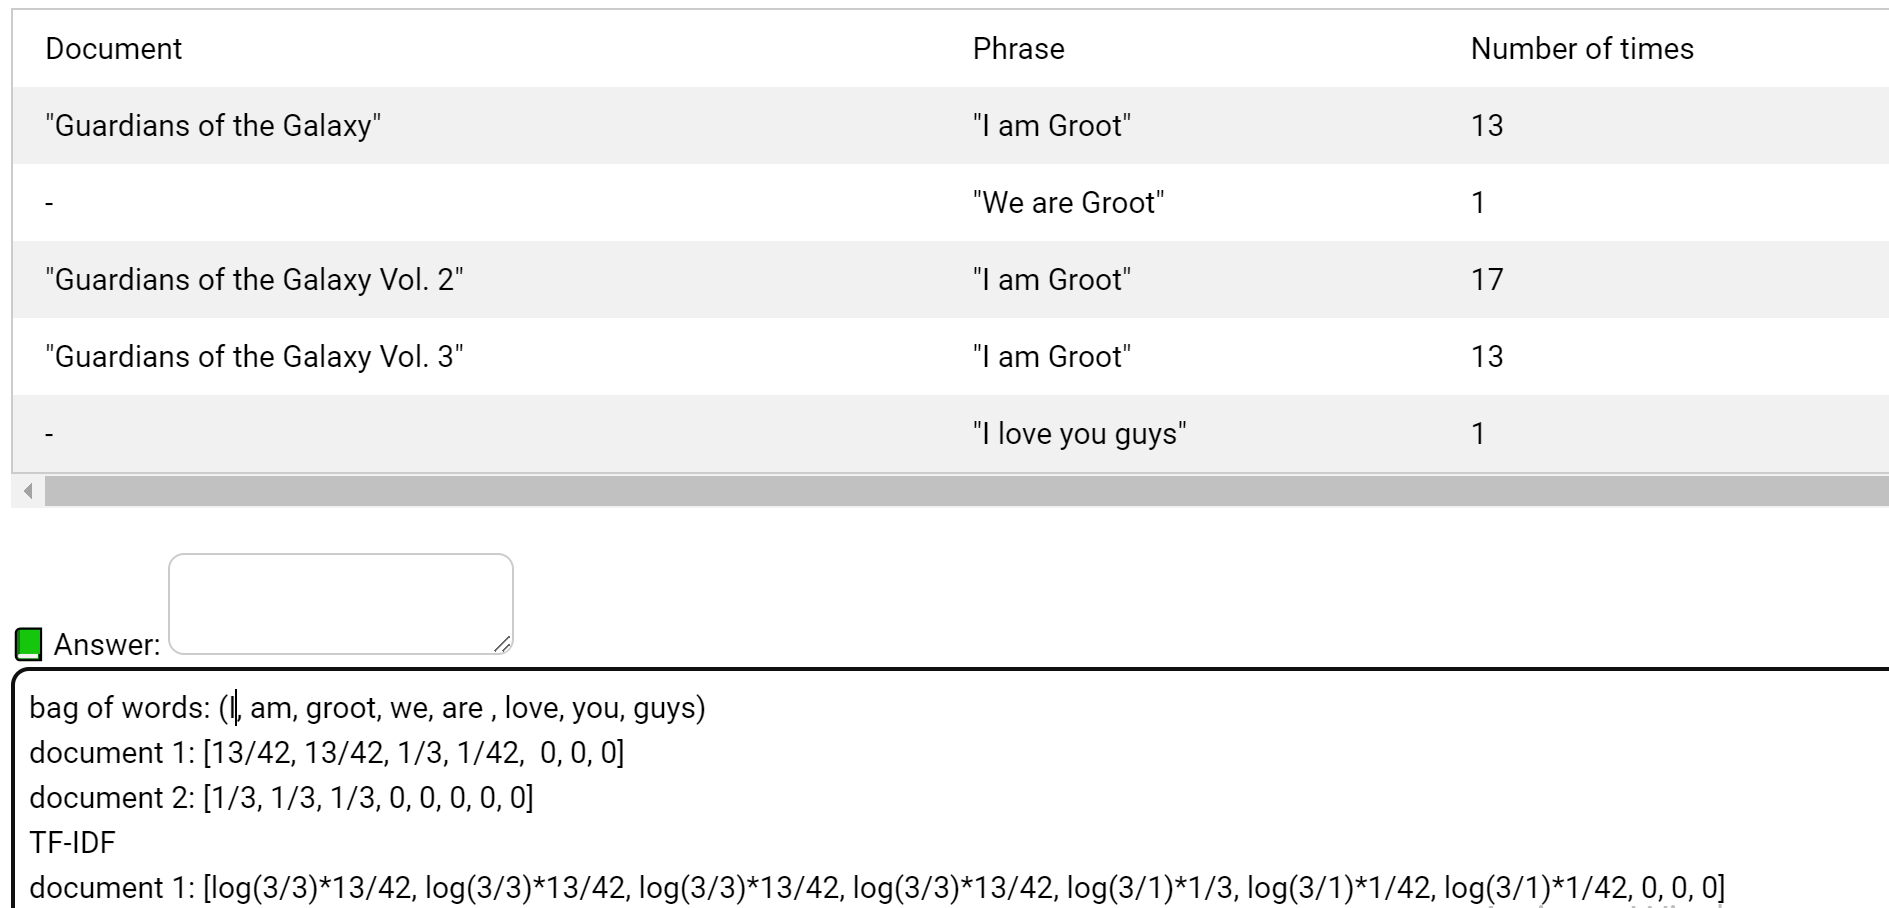 Document Phrase Number of times
"Guardians of the Galaxy" "I am Groot" 13
- "We are Groot" 1
"Guardians of the Galaxy Vol. 2" "I am Groot" 17
"Guardians of the Galaxy Vol. 3" "I am Groot" 13
- "I love you guys" 1
Answer:
bag of words: (I, am, groot, we, are , love, you, guys)
document 1: [13/42, 13/42, 1/3, 1/42,  0, 0, 0]
document 2: [1/3, 1/3, 1/3, 0, 0, 0, 0, 0]
TF-IDF
document 1: [log(3/3)*13/42, log(3/3)*13/42, log(3/3)*13/42, log(3/3)*13/42, log(3/1)*1/3, log(3/1)*1/42, log(3/1)*1/42, 0, 0, 0]